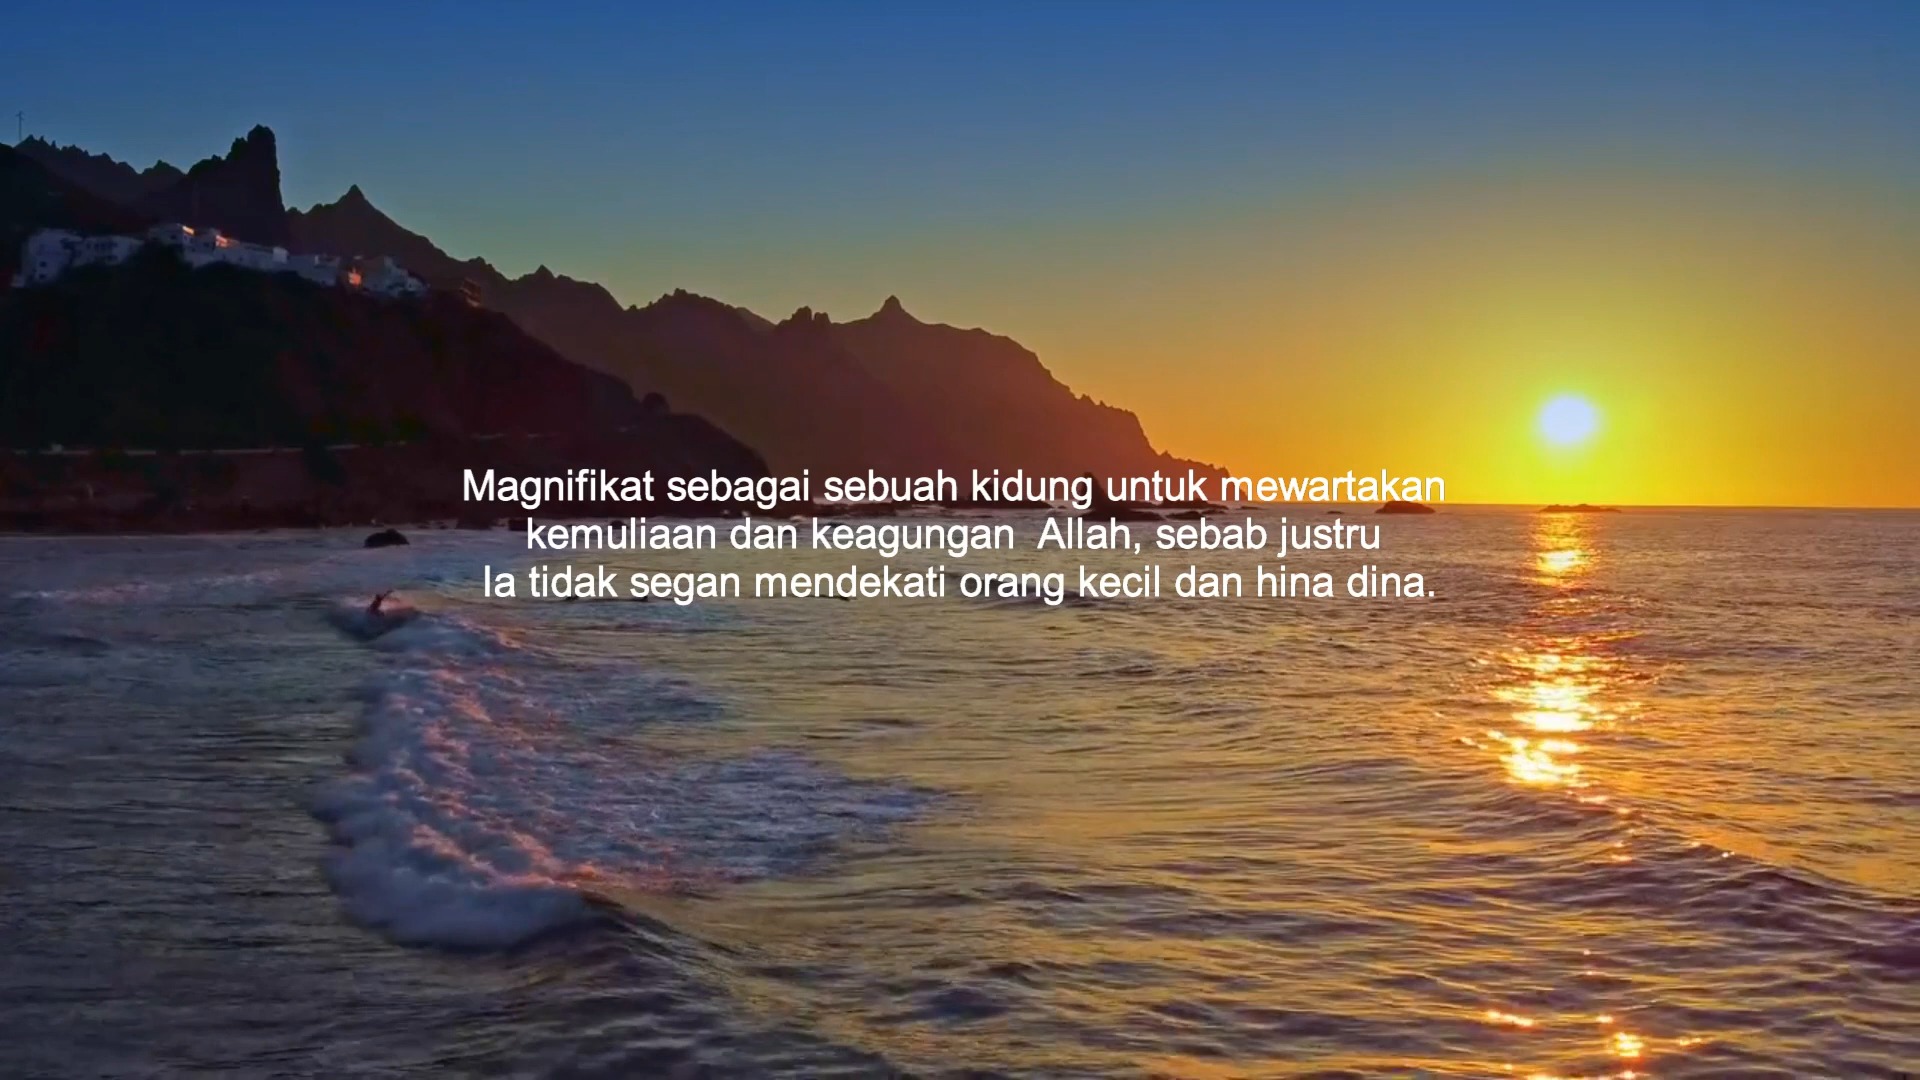 Magnifikat sebagai sebuah kidung untuk mewartakan
kemuliaan dan keagungan  Allah, sebab justru
Ia tidak segan mendekati orang kecil dan hina dina.